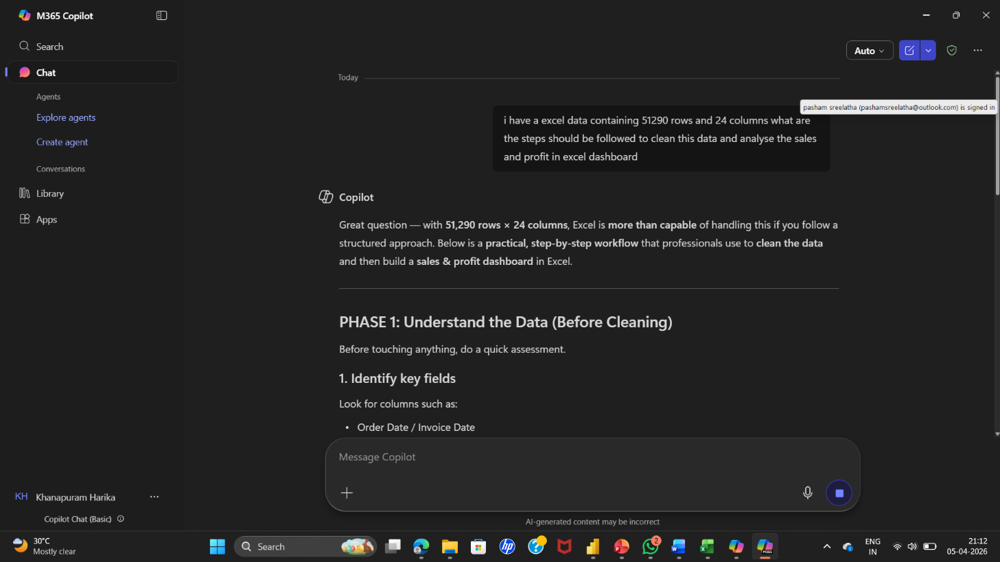 M365 Copilot
Search
Chat
Agents
Explore agents
Create agent
Conversations
Library
Apps
Auto
Today
pasham sreelatha (pashamsreelatha@outlook.com) is signed in
i have a excel data containing 51290 rows and 24 columns what are
the steps should be followed to clean this data and analyse the sales
and profit in excel dashboard
Copilot
Great question — with 51,290 rows × 24 columns, Excel is more than capable of handling this if you follow a
structured approach. Below is a practical, step-by-step workflow that professionals use to clean the data
and then build a sales & profit dashboard in Excel.
PHASE 1: Understand the Data (Before Cleaning)
Before touching anything, do a quick assessment.
1. Identify key fields
Look for columns such as:
• Order Date / Invoice Date
Message Copilot
AI-generated content may be incorrect
KH Khanapuram Harika
Copilot Chat (Basic)
30°C
Mostly clear
Search
hp
2
M365
ENG
IN
21:12
05-04-2026